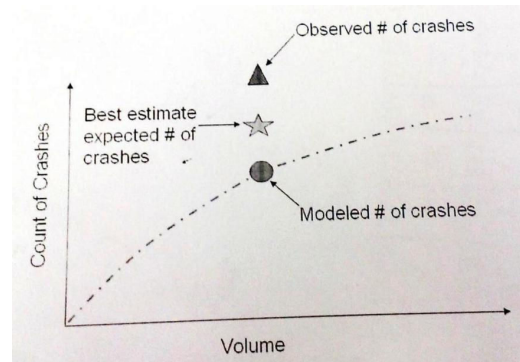 Observed # of crashes
Best estimate
expected # of
crashes
Modeled # of crashes
Count of Crashes
Volume